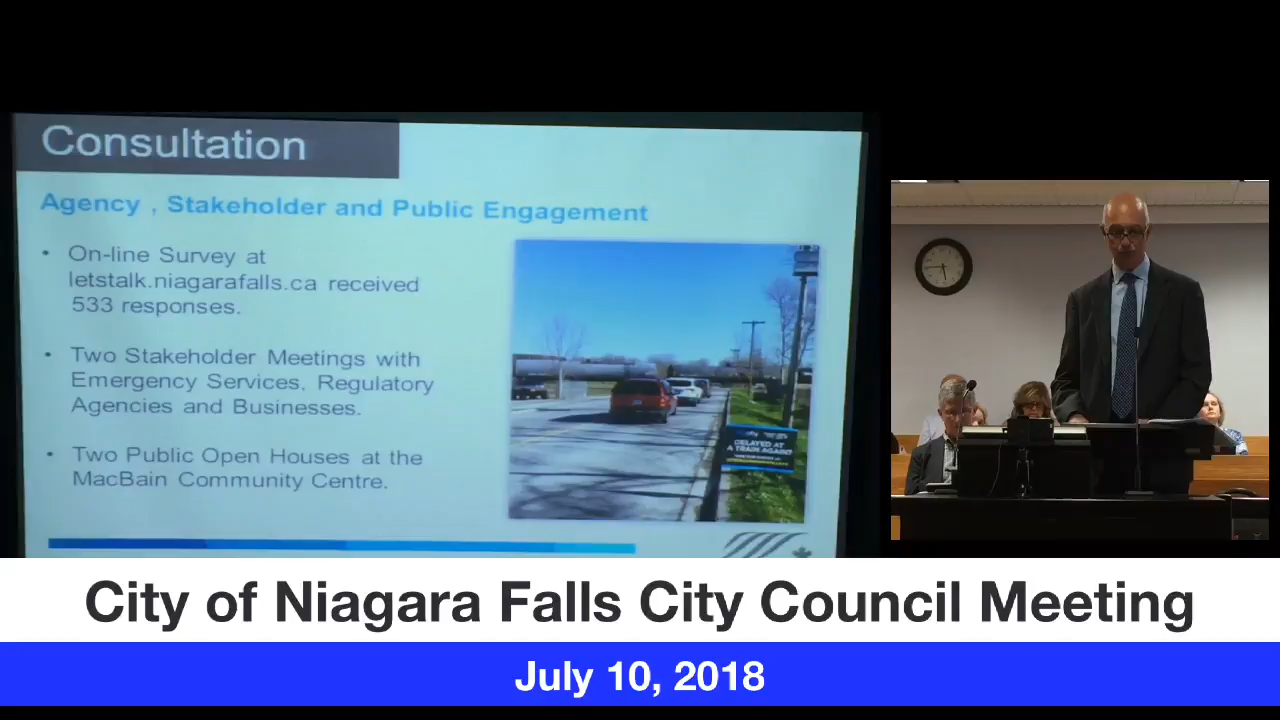 Consultation
Agency , Stakeholder and Public Engagement
• On-line Survey at
letstalk.niagarafalls.ca received
533 responses.
• Two Stakeholder Meetings with
Emergency Services, Regulatory
Agencies and Businesses.
• Two Public Open Houses at the
MacBain Community Centre.
DELAYED AT
A TRAIN AGAIN?
City of Niagara Falls City Council Meeting
July 10, 2018